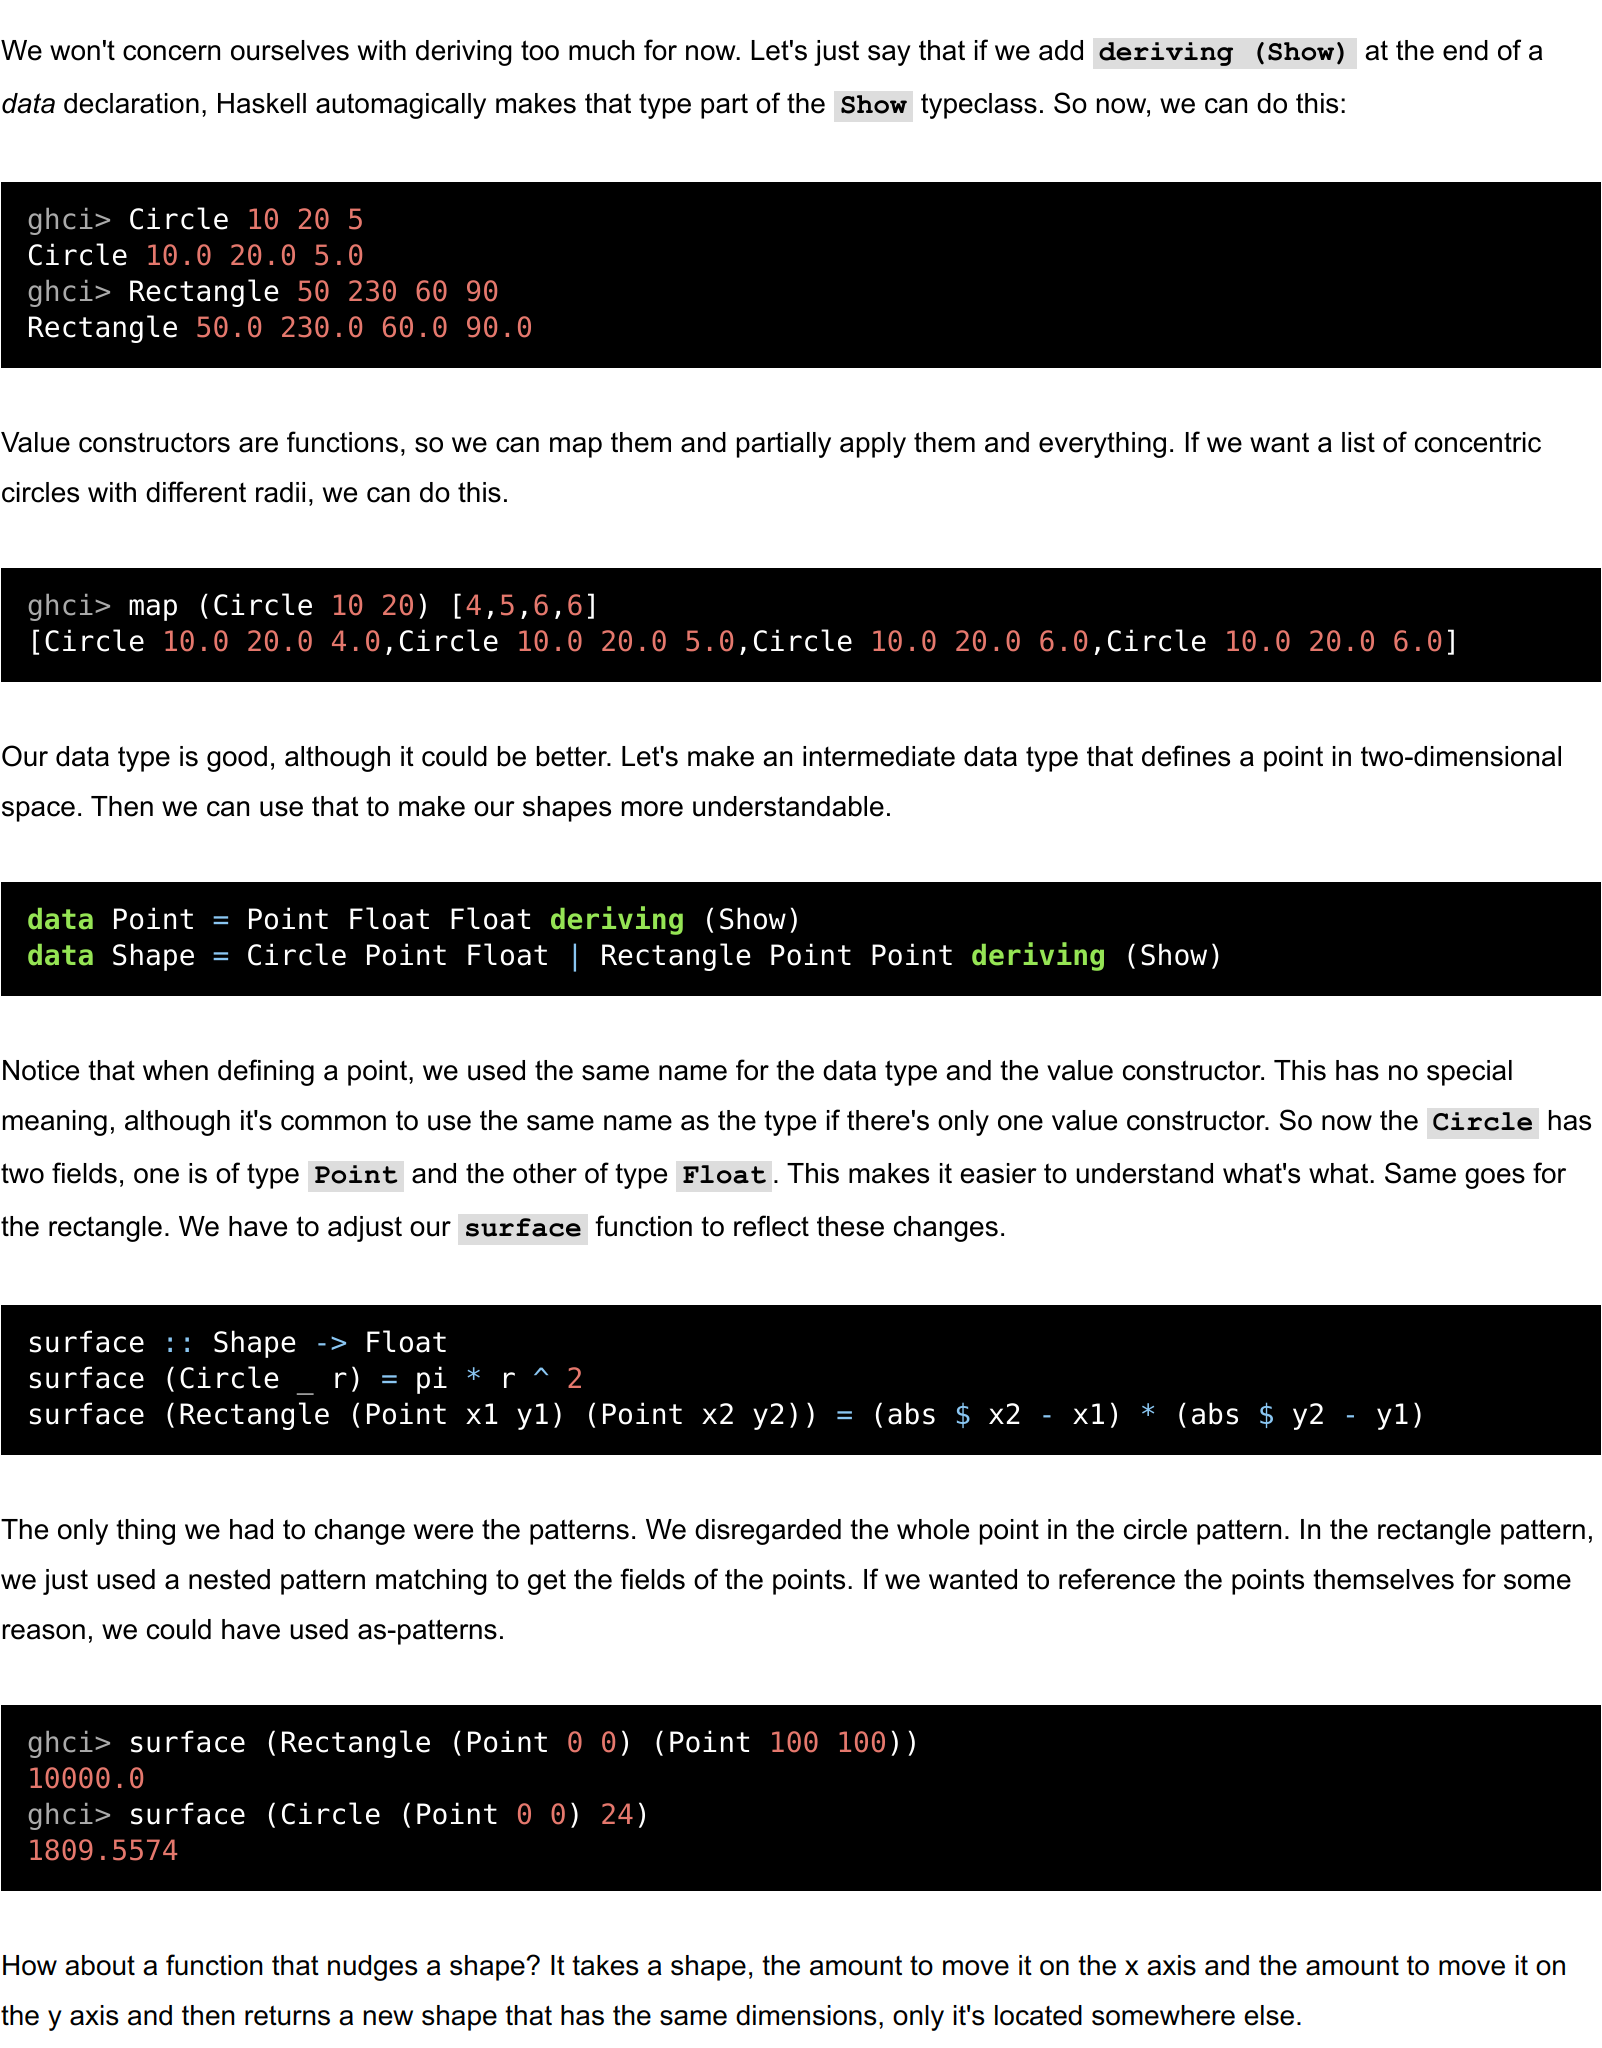 We won't concern ourselves with deriving too much for now. Let's just say that if we add deriving (Show) at the end of a
data declaration, Haskell automagically makes that type part of the Show typeclass. So now, we can do this:
ghci> Circle 10 20 5
Circle 10.0 20.0 5.0
ghci> Rectangle 50 230 60 90
Rectangle 50.0 230.0 60.0 90.0
Value constructors are functions, so we can map them and partially apply them and everything. If we want a list of concentric
circles with different radii, we can do this.
ghci> map (Circle 10 20) [4,5,6,6]
[Circle 10.0 20.0 4.0,Circle 10.0 20.0 5.0,Circle 10.0 20.0 6.0,Circle 10.0 20.0 6.0]
Our data type is good, although it could be better. Let's make an intermediate data type that defines a point in two-dimensional
space. Then we can use that to make our shapes more understandable.
data Point = Point Float Float deriving (Show)
data Shape = Circle Point Float | Rectangle Point Point deriving (Show)
Notice that when defining a point, we used the same name for the data type and the value constructor. This has no special
meaning, although it's common to use the same name as the type if there's only one value constructor. So now the Circle has
two fields, one is of type Point and the other of type Float. This makes it easier to understand what's what. Same goes for
the rectangle. We have to adjust our surface function to reflect these changes.
surface :: Shape -> Float
surface (Circle _ r) = pi * r ^ 2
surface (Rectangle (Point x1 y1) (Point x2 y2)) = (abs $ x2 - x1) * (abs $ y2 - y1)
The only thing we had to change were the patterns. We disregarded the whole point in the circle pattern. In the rectangle pattern,
we just used a nested pattern matching to get the fields of the points. If we wanted to reference the points themselves for some
reason, we could have used as-patterns.
ghci> surface (Rectangle (Point 0 0) (Point 100 100))
10000.0
ghci> surface (Circle (Point 0 0) 24)
1809.5574
How about a function that nudges a shape? It takes a shape, the amount to move it on the x axis and the amount to move it on
the y axis and then returns a new shape that has the same dimensions, only it's located somewhere else.